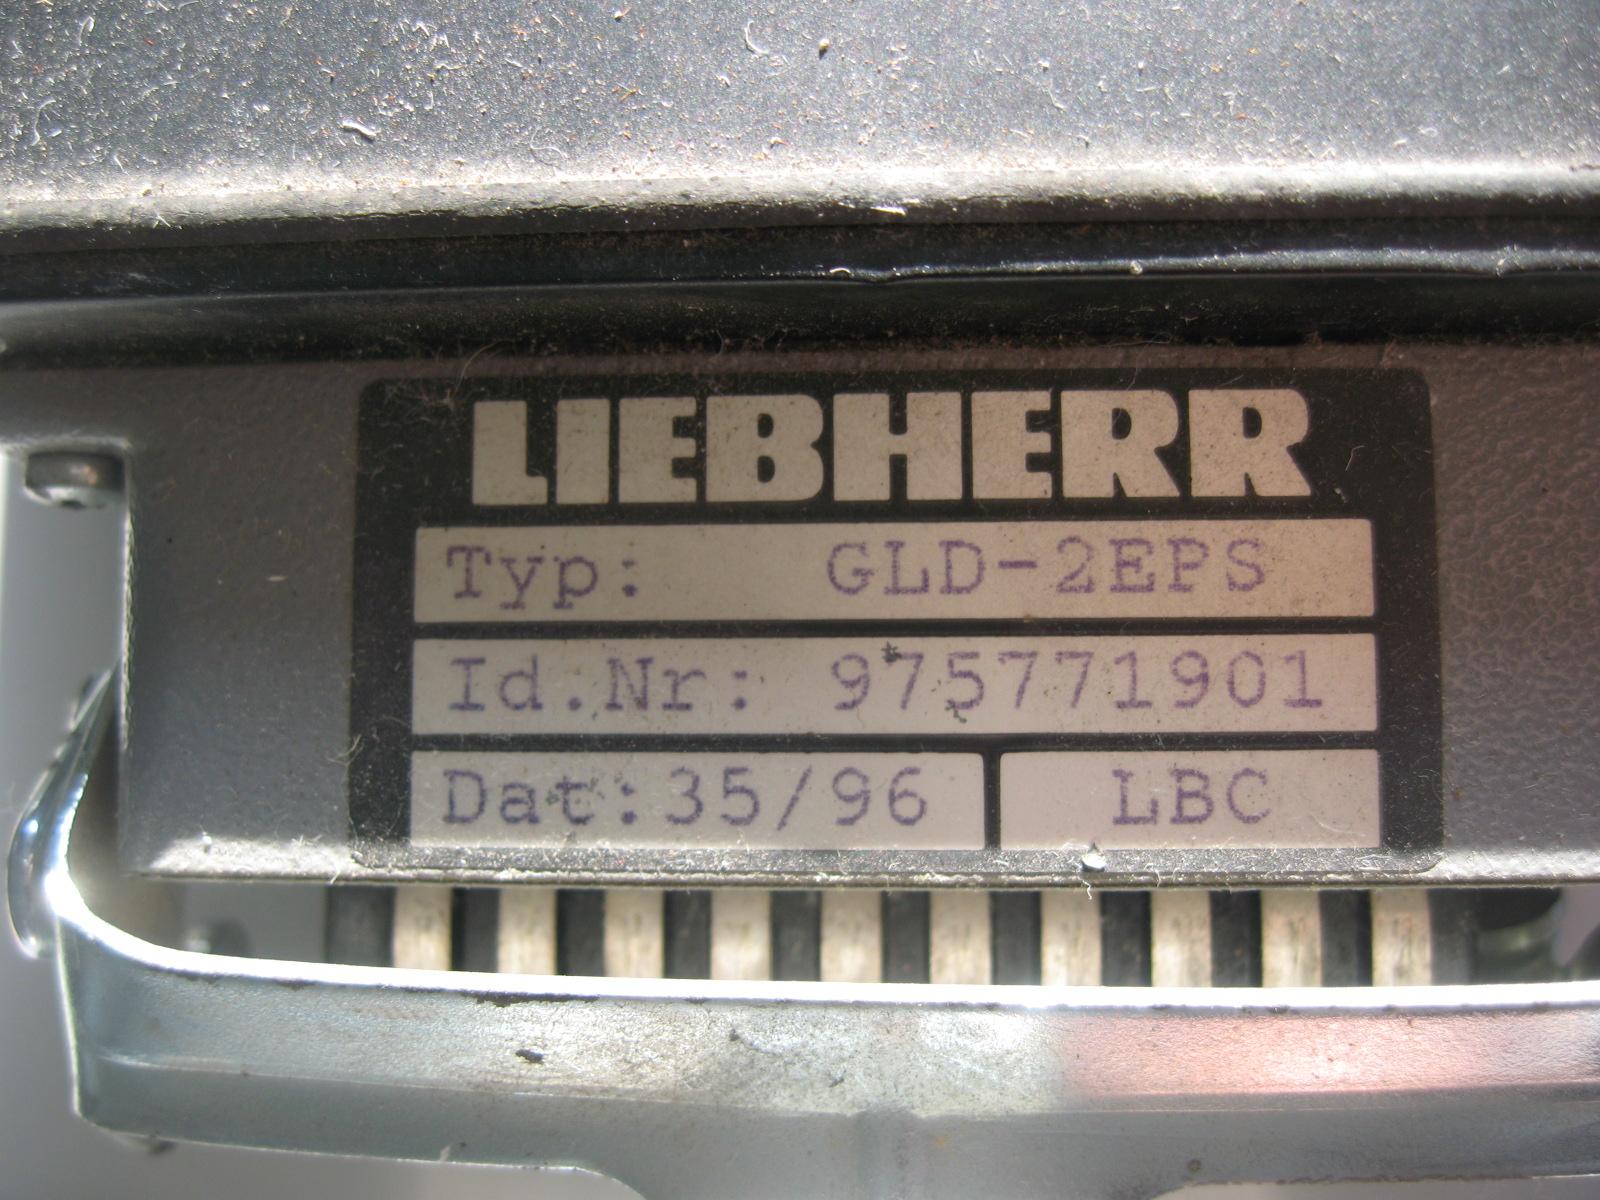 LIEBHERR
Typ: GLD-2EPS
Id.Nr: 975771901
Dat:35/96 LBC